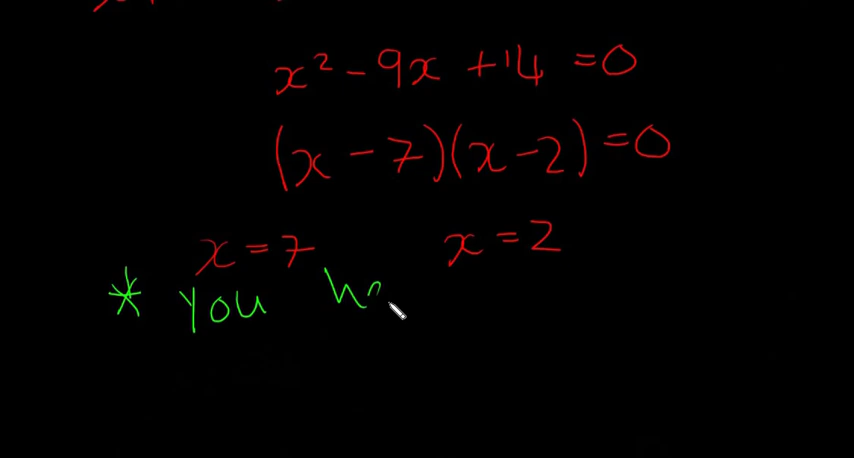 x² - 9x + 14 = 0
(x - 7)(x - 2) = 0
x = 7 x = 2
* You